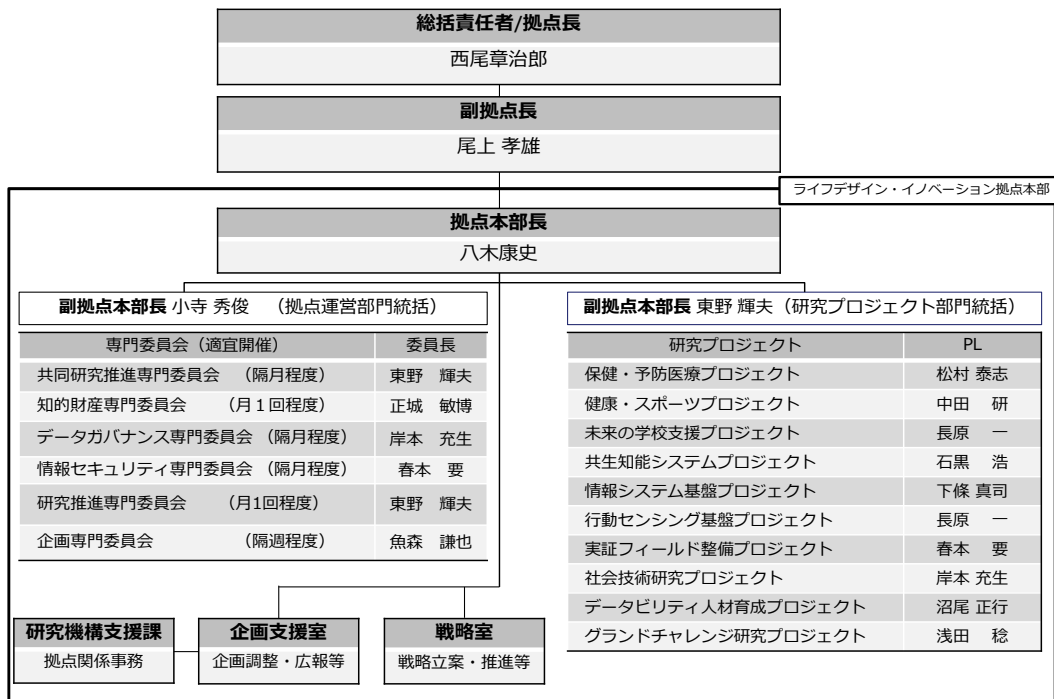 総括責任者/拠点長
西尾章治郎
副拠点長
尾上 孝雄
ライフデザイン・イノベーション拠点本部
拠点本部長
八木康史
副拠点本部長 小寺 秀俊 （拠点運営部門統括）
専門委員会（適宜開催） 委員長
共同研究推進専門委員会 （隔月程度） 東野 輝夫
知的財産専門委員会 （月１回程度） 正城 敏博
データガバナンス専門委員会 （隔月程度） 岸本 充生
情報セキュリティ専門委員会 （隔月程度） 春本 要
研究推進専門委員会 （月1回程度） 東野 輝夫
企画専門委員会 （隔週程度） 魚森 謙也
副拠点本部長 東野 輝夫（研究プロジェクト部門統括）
研究プロジェクト PL
保健・予防医療プロジェクト 松村 泰志
健康・スポーツプロジェクト 中田 研
未来の学校支援プロジェクト 長原 一
共生知能システムプロジェクト 石黒 浩
情報システム基盤プロジェクト 下條 真司
行動センシング基盤プロジェクト 長原 一
実証フィールド整備プロジェクト 春本 要
社会技術研究プロジェクト 岸本 充生
データビリティ人材育成プロジェクト 沼尾 正行
グランドチャレンジ研究プロジェクト 浅田 稔
研究機構支援課
拠点関係事務
企画支援室
企画調整・広報等
戦略室
戦略立案・推進等